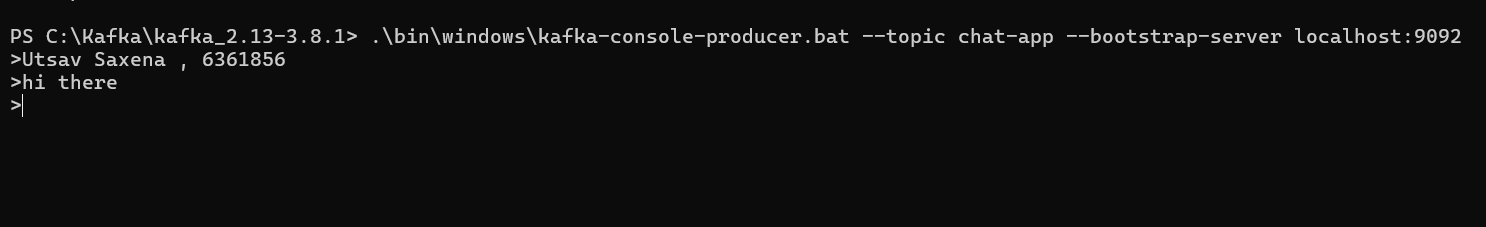 PS C:\Kafka\kafka_2.13-3.8.1> .\bin\windows\kafka-console-producer.bat --topic chat-app --bootstrap-server localhost:9092
>Utsav Saxena , 6361856
>hi there
>